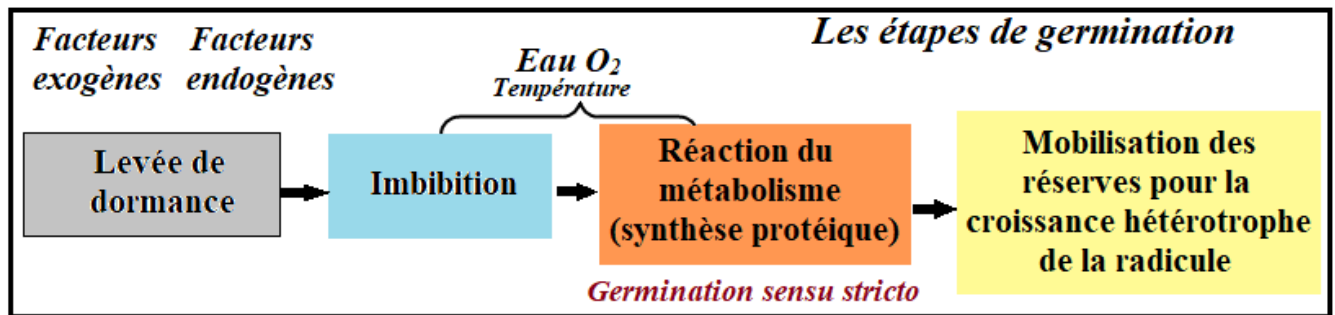 Les étapes de germination
Facteurs
exogènes
Facteurs
endogènes
Eau O₂
Température
Levée de
dormance
Imbibition
Réaction du
métabolisme
(synthèse protéique)
Mobilisation des
réserves pour la
croissance hétérotrophe
de la radicule
Germination sensu stricto